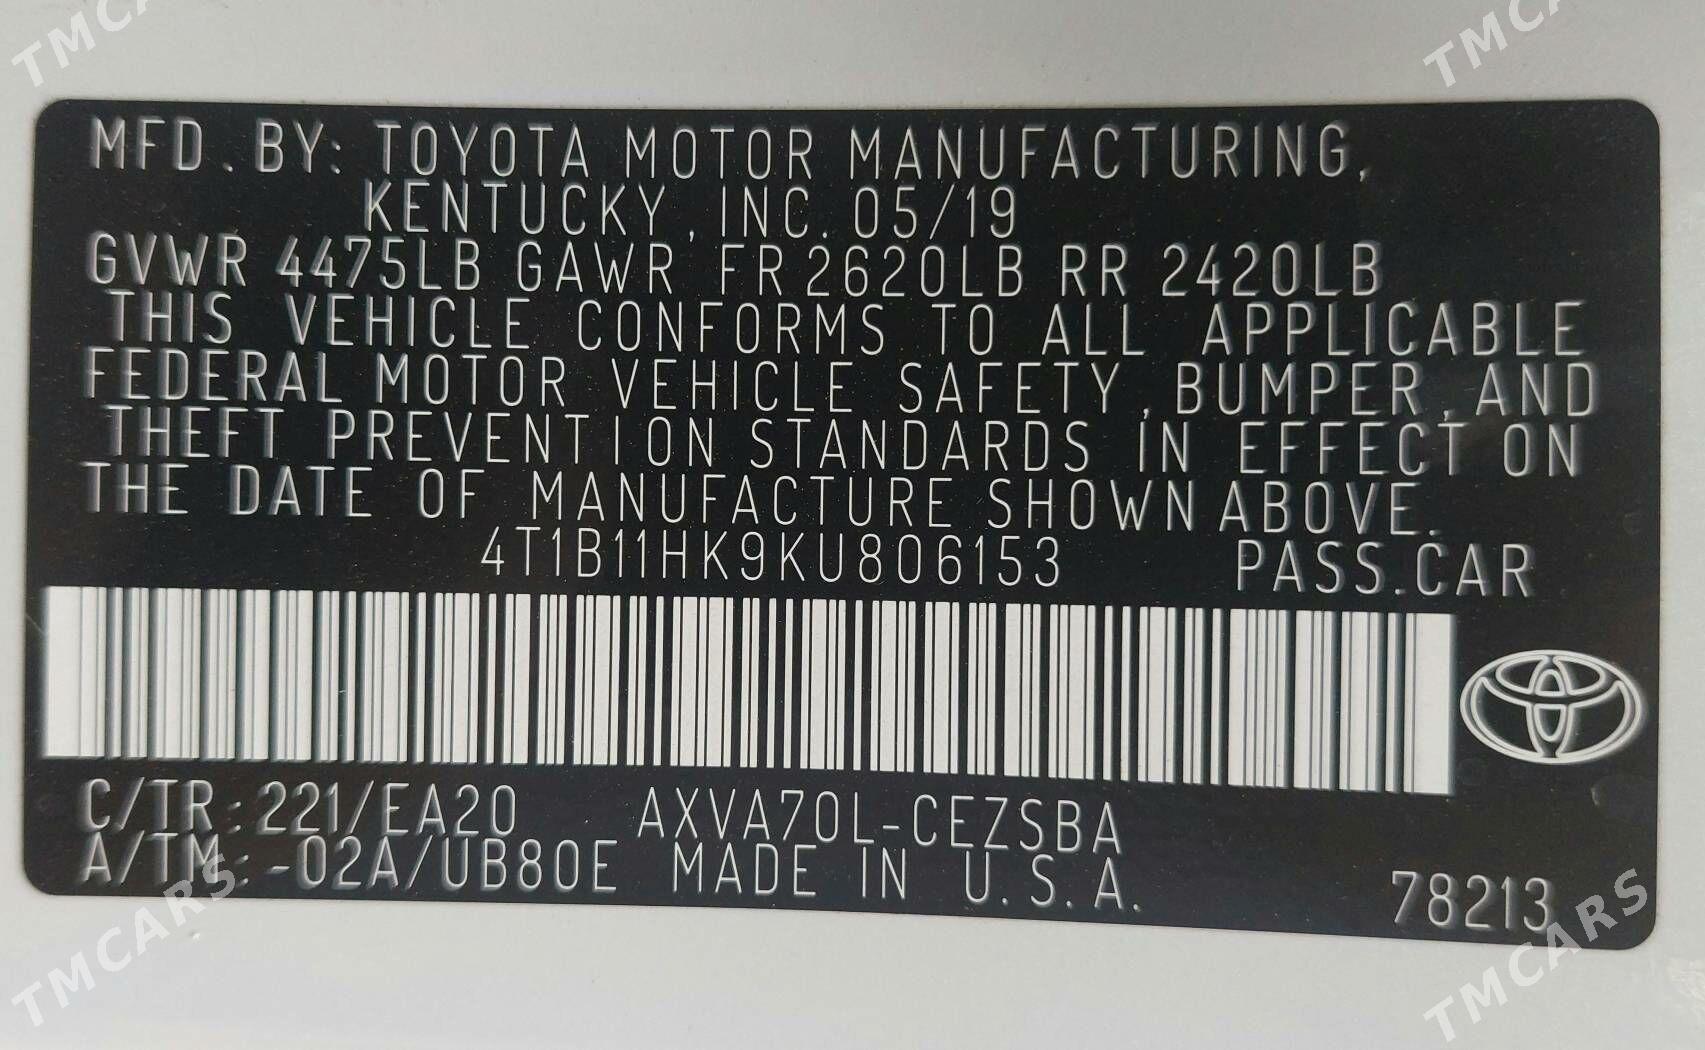 MFD. BY: TOYOTA MOTOR MANUFACTURING,
KENTUCKY, INC. 05/19
GVWR 4475LB GAWR FR 2620LB RR 2420LB
THIS VEHICLE CONFORMS TO ALL APPLICABLE
FEDERAL MOTOR VEHICLE SAFETY, BUMPER, AND
THEFT PREVENTION STANDARDS IN EFFECT ON
THE DATE OF MANUFACTURE SHOWN ABOVE.
4T1B11HK9KU806153 PASS.CAR
C/TR: 221/EA20 AXVA70L-CEZSBA
A/TM: -02A/UB80E MADE IN U.S.A.
78213
TMCARS
TMCARS
TMCARS
TMCARS